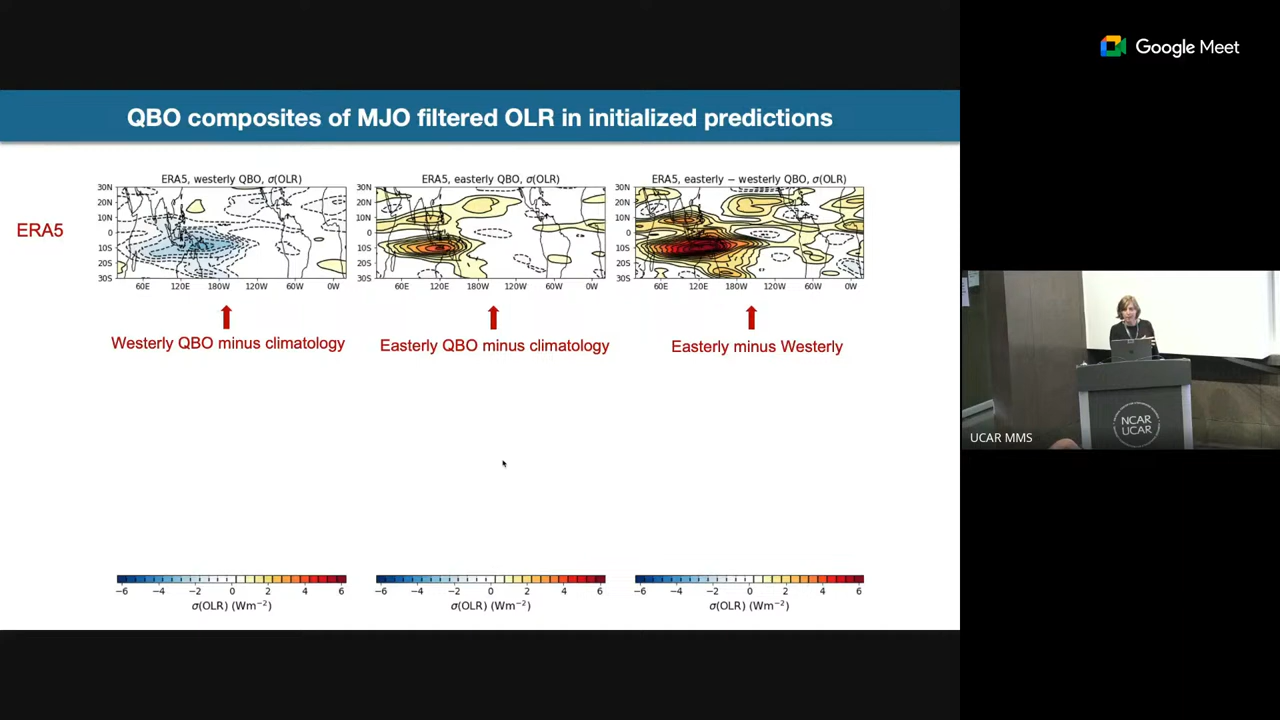 Google Meet
QBO composites of MJO filtered OLR in initialized predictions
ERA5, westerly QBO, σ(OLR)
ERA5, easterly QBO, σ(OLR)
ERA5, easterly − westerly QBO, σ(OLR)
30N 30N 30N
20N 20N 20N
10N 10N 10N
ERA5
0 0 0
10S 10S 10S
20S 20S 20S
30S 30S 30S
60E 120E 180W 120W 60W 0W
60E 120E 180W 120W 60W 0W
60E 120E 180W 120W 60W 0W
Westerly QBO minus climatology
Easterly QBO minus climatology
Easterly minus Westerly
NCAR
UCAR
UCAR MMS
−6 −4 −2 0 2 4 6
−6 −4 −2 0 2 4 6
−6 −4 −2 0 2 4 6
σ(OLR) (Wm−2)
σ(OLR) (Wm−2)
σ(OLR) (Wm−2)